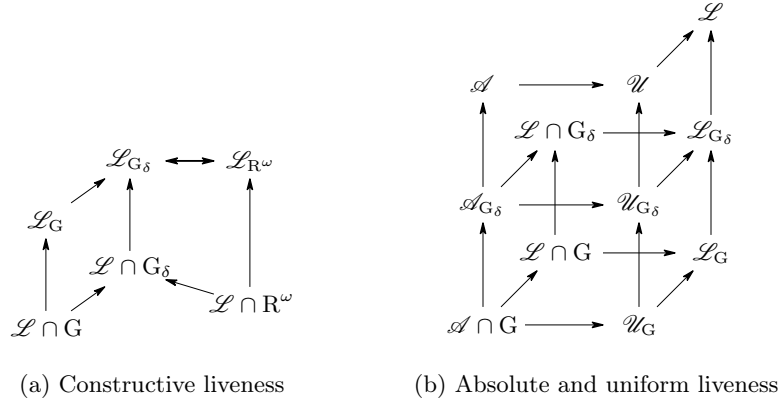 ℒ
𝒜 𝒰
ℒ ∩ G_δ ℒ_{G_δ}
ℒ_{G_δ} ℒ_{R^ω}
𝒜_{G_δ} 𝒰_{G_δ}
ℒ_G
ℒ ∩ G ℒ_G
ℒ ∩ G_δ
ℒ ∩ R^ω
ℒ ∩ G
𝒜 ∩ G 𝒰_G
(a) Constructive liveness
(b) Absolute and uniform liveness